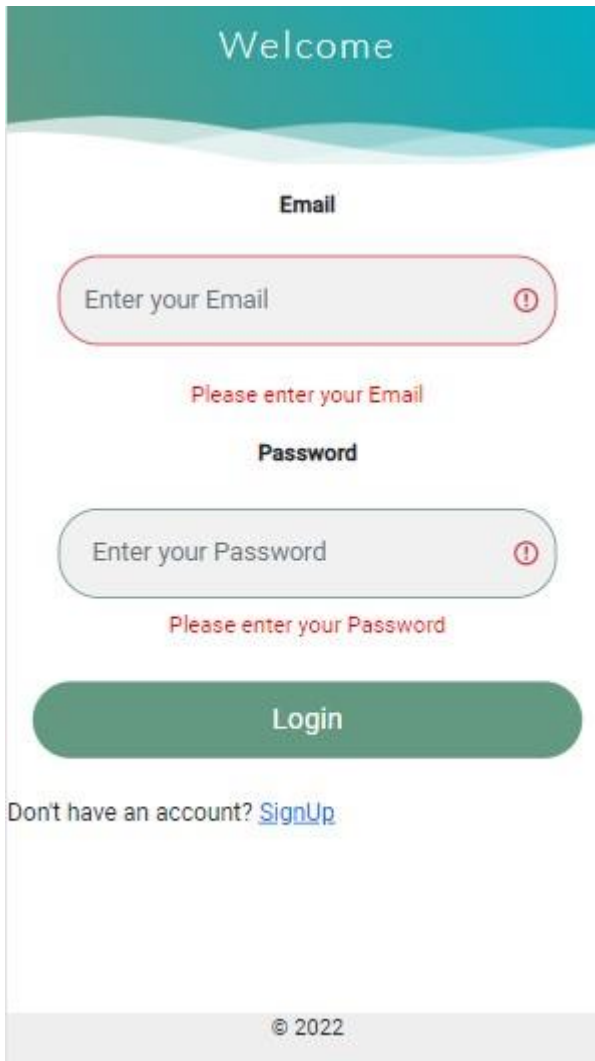 Welcome
Email
Enter your Email
Please enter your Email
Password
Enter your Password
Please enter your Password
Login
Don't have an account? SignUp
© 2022